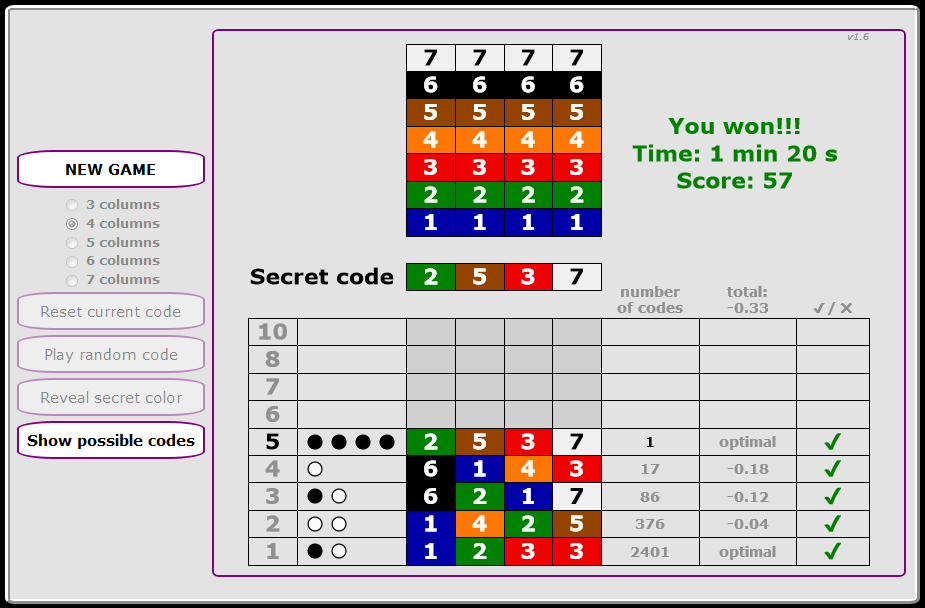 v1.6
7 7 7 7
6 6 6 6
5 5 5 5
4 4 4 4
3 3 3 3
2 2 2 2
1 1 1 1
You won!!!
Time: 1 min 20 s
Score: 57
NEW GAME
3 columns
4 columns
5 columns
6 columns
7 columns
Reset current code
Play random code
Reveal secret color
Show possible codes
Secret code 2 5 3 7
number
of codes
total:
-0.33
✓/✕
10
8
7
6
5 2 5 3 7 1 optimal ✓
4 6 1 4 3 17 -0.18 ✓
3 6 2 1 7 86 -0.12 ✓
2 1 4 2 5 376 -0.04 ✓
1 1 2 3 3 2401 optimal ✓